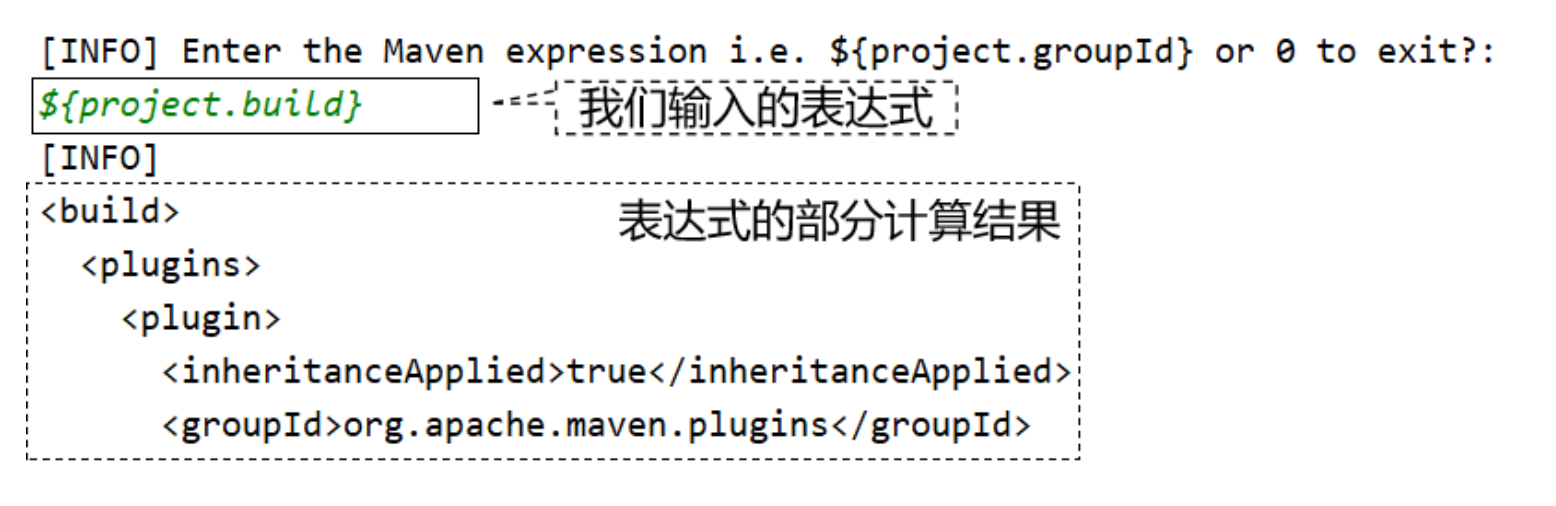 [INFO] Enter the Maven expression i.e. ${project.groupId} or 0 to exit?:
${project.build} 我们输入的表达式
[INFO]
<build> 表达式的部分计算结果
<plugins>
<plugin>
<inheritanceApplied>true</inheritanceApplied>
<groupId>org.apache.maven.plugins</groupId>